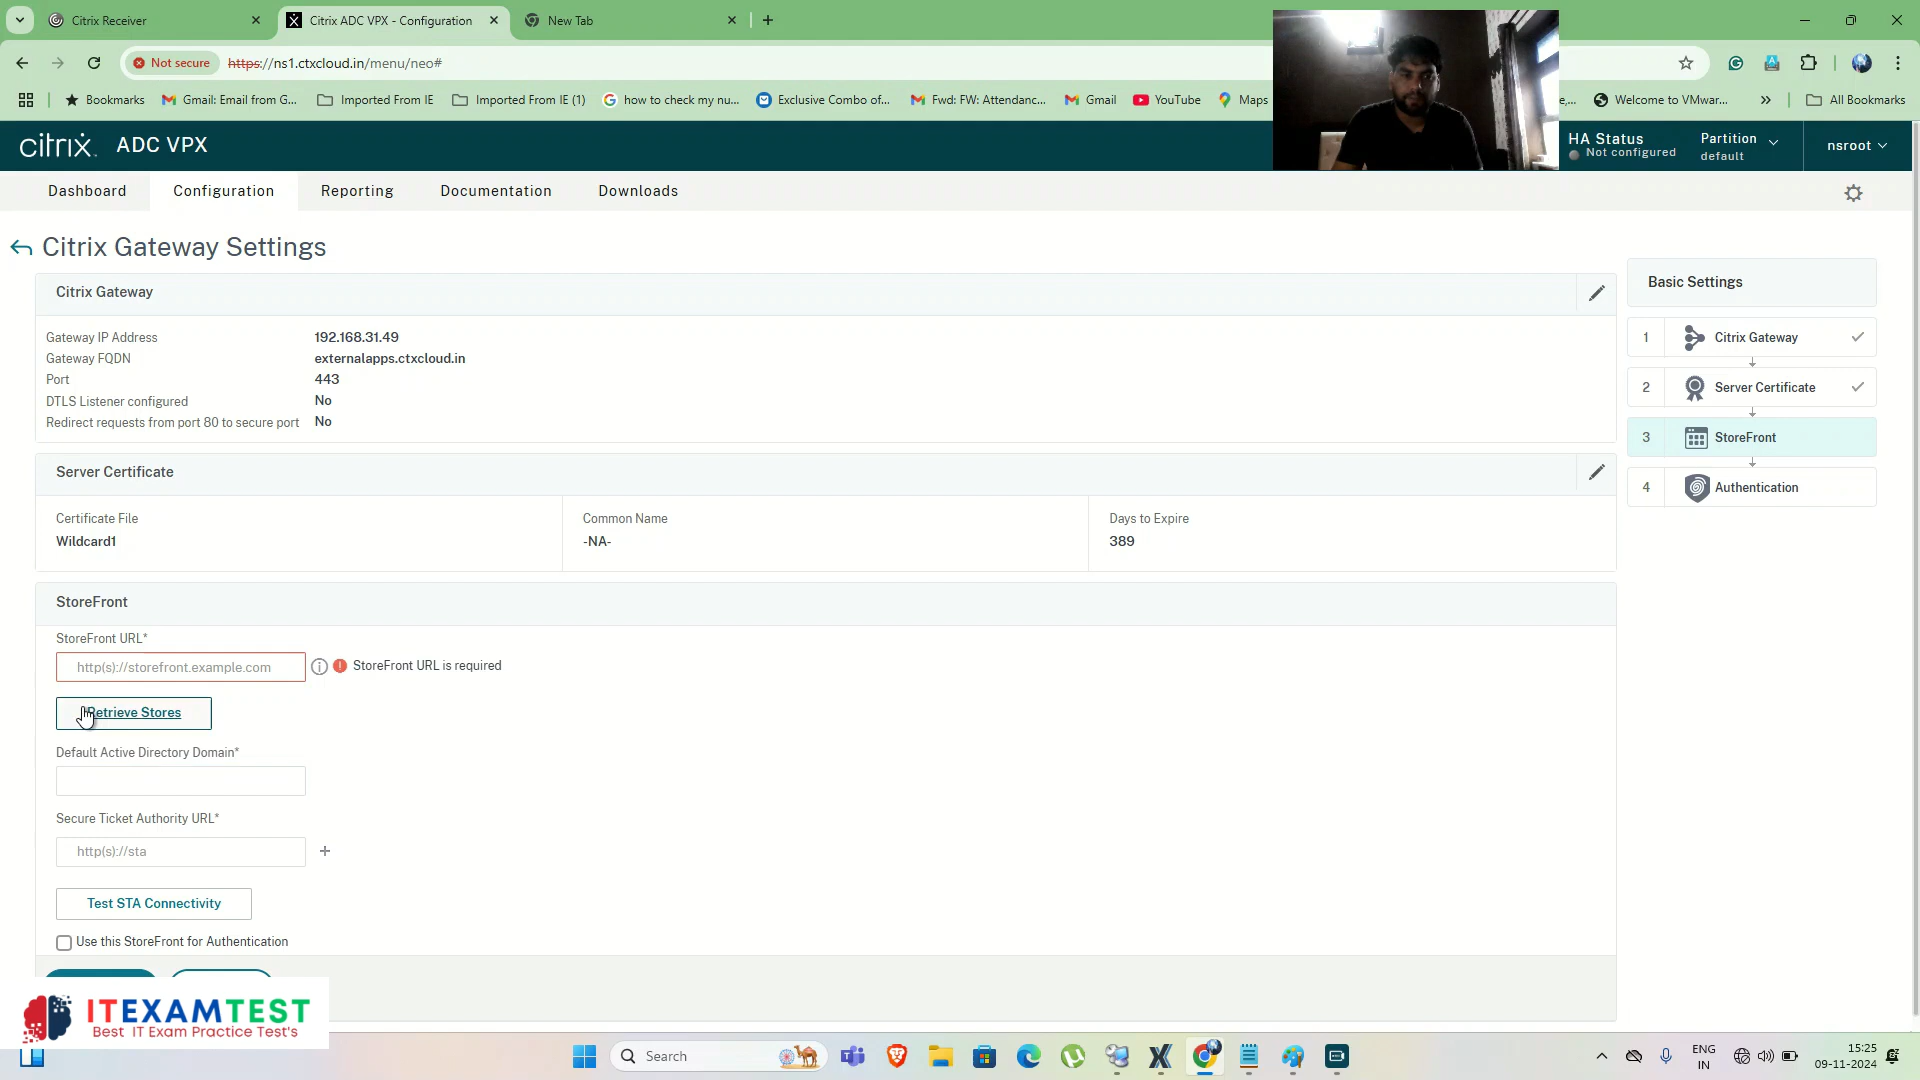 Citrix Receiver
Citrix ADC VPX - Configuration
New Tab
Not secure
https://ns1.ctxcloud.in/menu/neo#
Bookmarks
Gmail: Email from G...
Imported From IE
Imported From IE (1)
how to check my nu...
Exclusive Combo of...
Fwd: FW: Attendanc...
Gmail
YouTube
Maps
e,...
Welcome to VMwar...
All Bookmarks
citrix
ADC VPX
HA Status
Not configured
Partition
default
nsroot
Dashboard
Configuration
Reporting
Documentation
Downloads
Citrix Gateway Settings
Citrix Gateway
Gateway IP Address 192.168.31.49
Gateway FQDN externalapps.ctxcloud.in
Port 443
DTLS Listener configured No
Redirect requests from port 80 to secure port No
Server Certificate
Certificate File
Wildcard1
Common Name
-NA-
Days to Expire
389
StoreFront
StoreFront URL*
http(s)://storefront.example.com
StoreFront URL is required
Retrieve Stores
Default Active Directory Domain*
Secure Ticket Authority URL*
http(s)://sta
Test STA Connectivity
Use this StoreFront for Authentication
Basic Settings
1 Citrix Gateway
2 Server Certificate
3 StoreFront
4 Authentication
ITEXAMTEST
Best IT Exam Practice Test's
Search
ENG
IN
15:25
09-11-2024